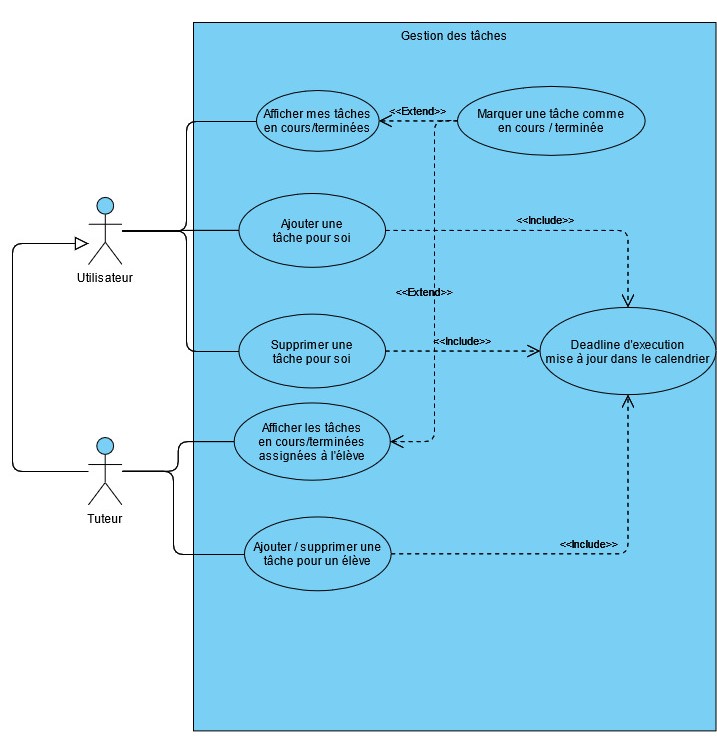 Gestion des tâches
Afficher mes tâches
en cours/terminées
<<Extend>>
Marquer une tâche comme
en cours / terminée
Ajouter une
tâche pour soi
<<Include>>
Utilisateur
<<Extend>>
Supprimer une
tâche pour soi
<<Include>>
Deadline d'execution
mise à jour dans le calendrier
Afficher les tâches
en cours/terminées
assignées à l'élève
Tuteur
Ajouter / supprimer une
tâche pour un élève
<<Include>>